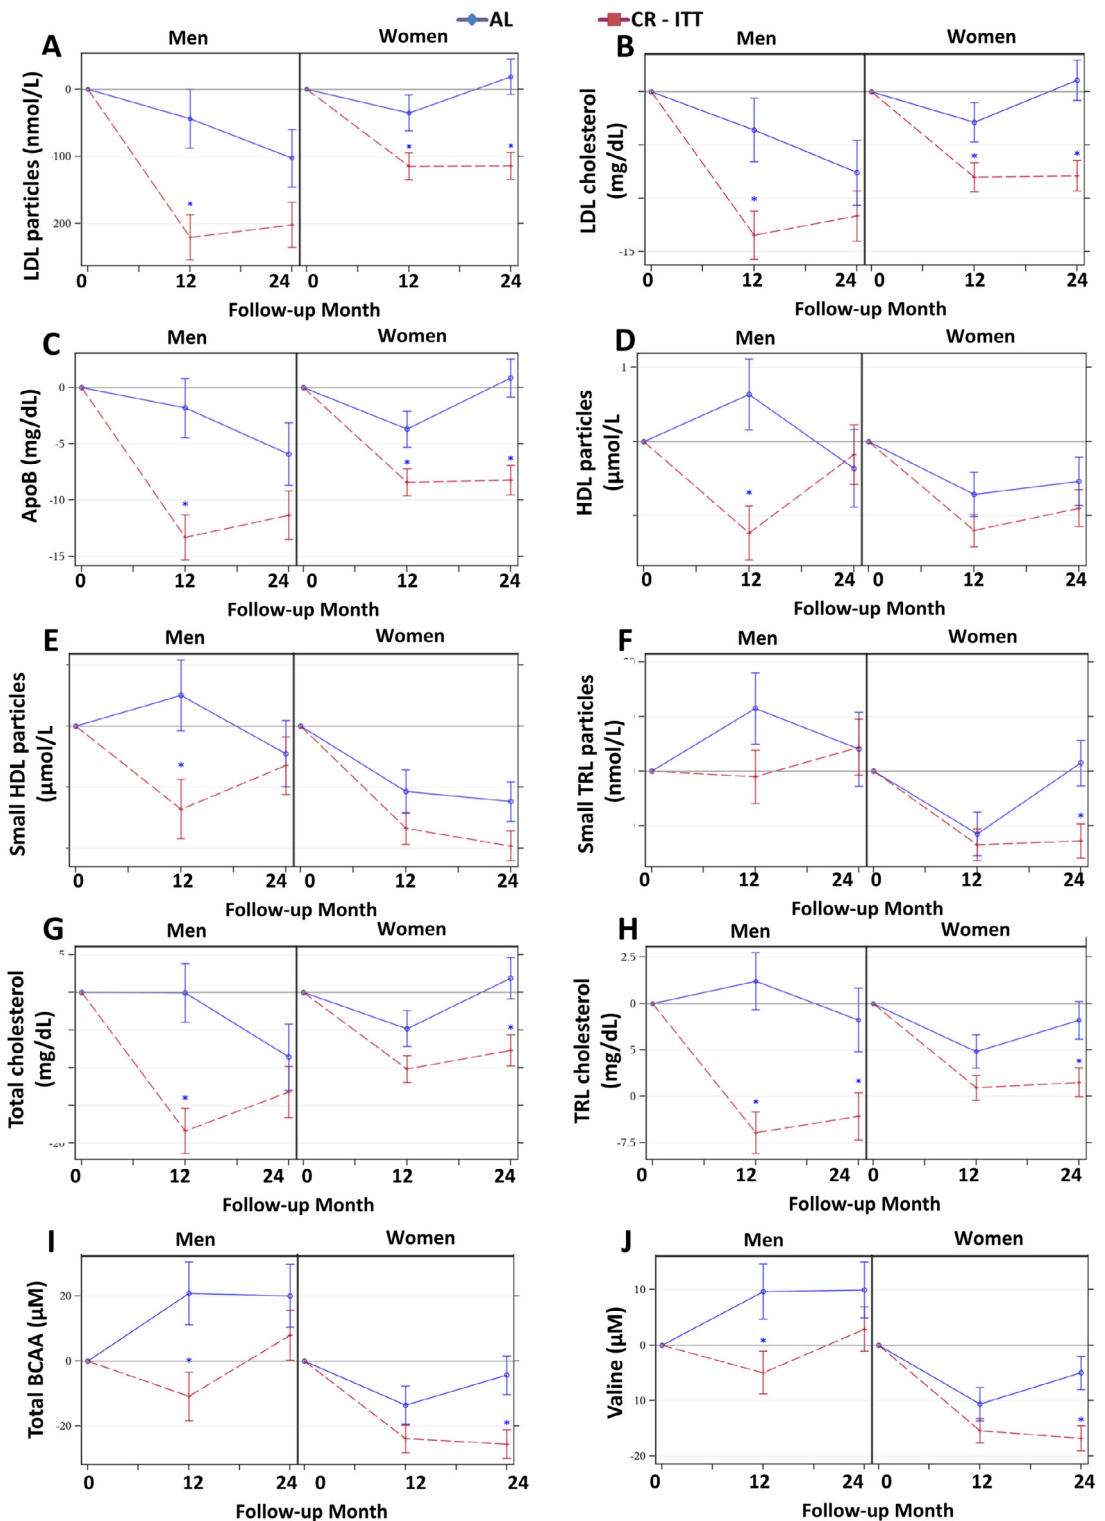 AL CR - ITT
A Men Women
LDL particles (nmol/L)
0
-100
200
0 12 24 0 12 24
Follow-up Month
B Men Women
LDL cholesterol
(mg/dL)
-15
0 12 24 0 12 24
Follow-up Month
C Men Women
ApoB (mg/dL)
0
-5
-10
-15
0 12 24 0 12 24
Follow-up Month
D Men Women
HDL particles
(µmol/L
1
0 12 24 0 12 24
Follow-up Month
E Men Women
Small HDL particles
(µmol/L
0 12 24 0 12 24
Follow-up Month
F Men Women
Small TRL particles
(nmol/L)
0 12 24 0 12 24
Follow-up Month
G Men Women
Total cholesterol
(mg/dL)
5
-20
0 12 24 0 12 24
Follow-up Month
H Men Women
TRL cholesterol
(mg/dL)
2.5
0
5
0
-7.5
0 12 24 0 12 24
Follow-up Month
I Men Women
Total BCAA (µM)
20
0
-20
0 12 24 0 12 24
Follow-up Month
J Men Women
Valine (µM)
10
0
10
-20
0 12 24 0 12 24
Follow-up Month